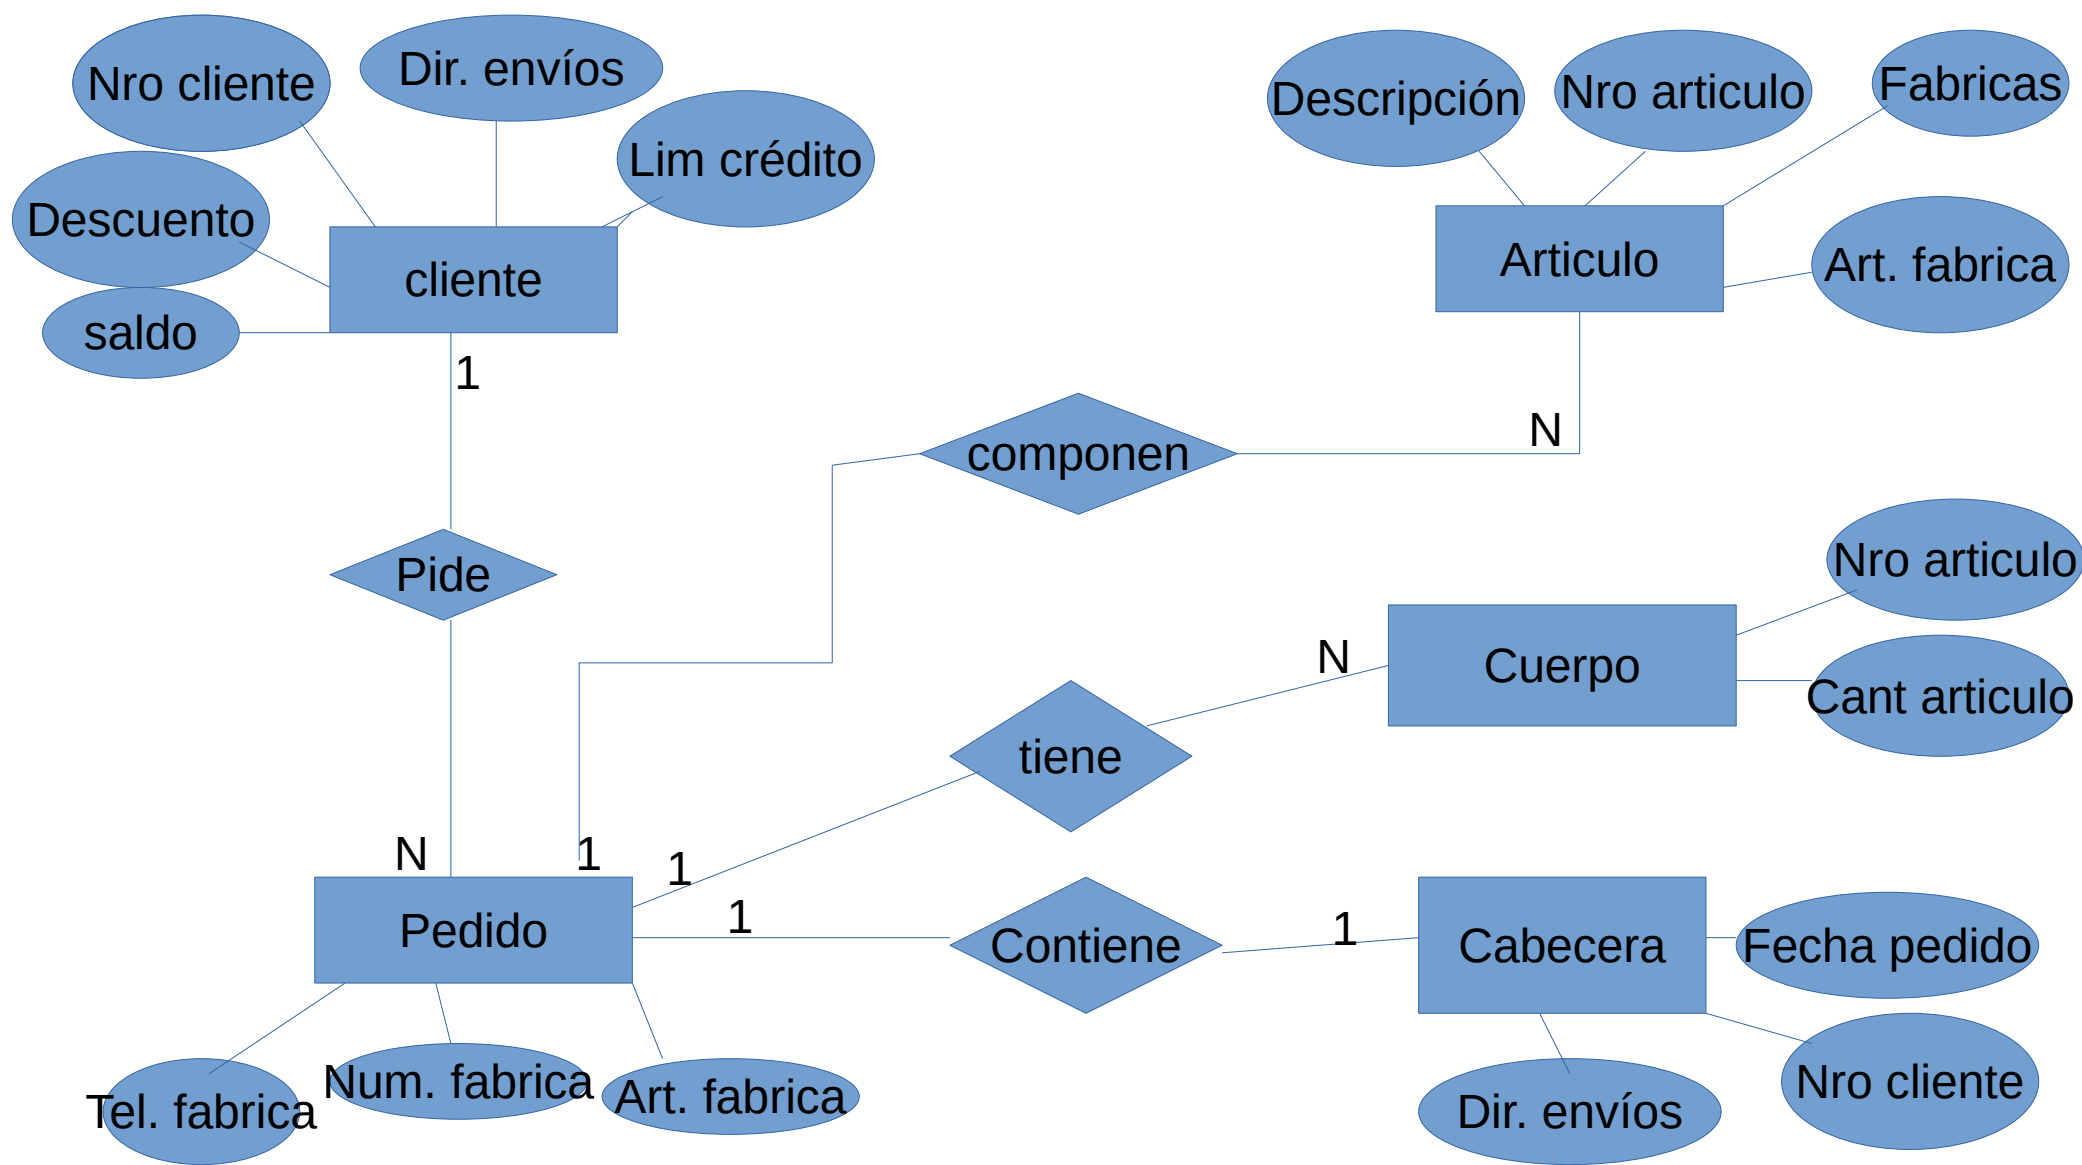 Nro cliente
Dir. envíos
Lim crédito
Descuento
saldo
cliente
Descripción
Nro articulo
Fabricas
Articulo
Art. fabrica
1
N
componen
Pide
Nro articulo
Cuerpo
Cant articulo
N
tiene
N
1
1
1
1
Pedido
Contiene
Cabecera
Fecha pedido
Tel. fabrica
Num. fabrica
Art. fabrica
Dir. envíos
Nro cliente